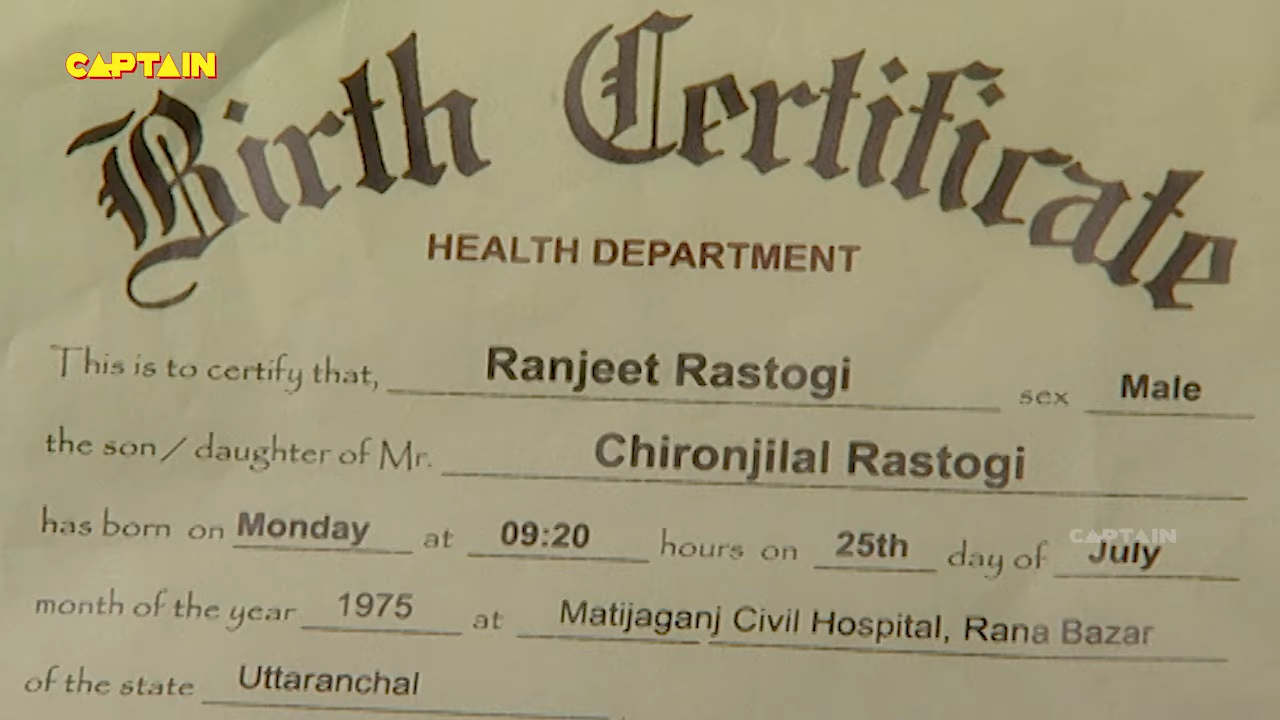 CAPTAIN
Birth Certificate
HEALTH DEPARTMENT
This is to certify that, Ranjeet Rastogi sex Male
the son / daughter of Mr. Chironjilal Rastogi
has born on Monday at 09:20 hours on 25th day of July
CAPTAIN
month of the year 1975 at Matijaganj Civil Hospital, Rana Bazar
of the state Uttaranchal